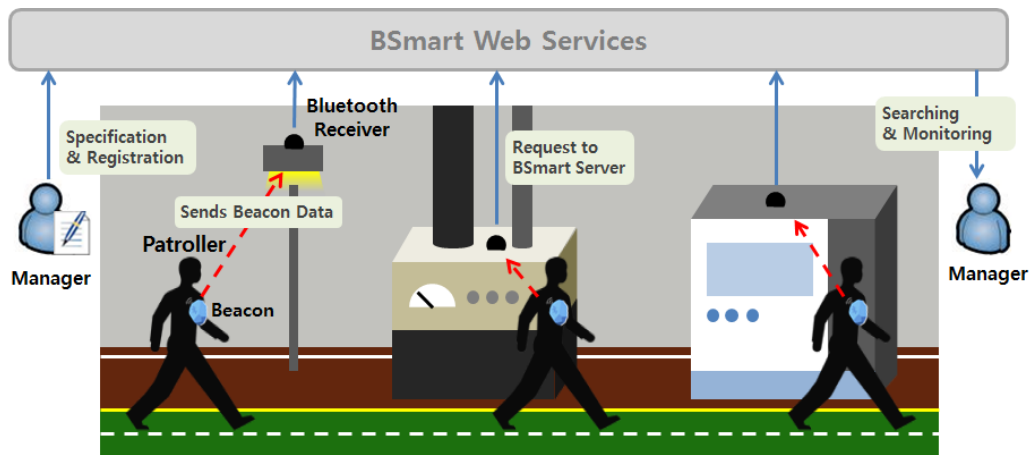 BSmart Web Services
Bluetooth
Receiver
Specification
& Registration
Request to
BSmart Server
Searching
& Monitoring
Sends Beacon Data
Patroller
Manager
Beacon
Manager